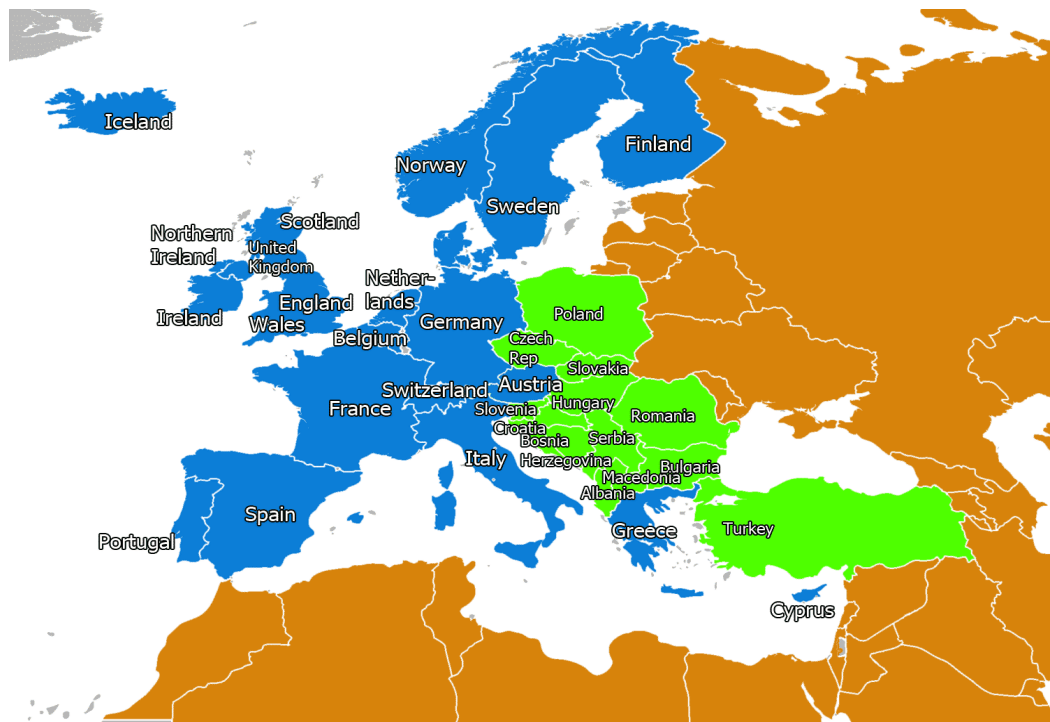 Iceland
Norway
Finland
Sweden
Scotland
Northern
Ireland
United
Kingdom
Nether-
lands
England
Ireland
Wales
Belgium
Germany
Poland
Czech
Rep
Slovakia
Switzerland
Austria
France
Slovenia
Hungary
Romania
Croatia
Bosnia
Herzegovina
Serbia
Italy
Macedonia
Bulgaria
Albania
Spain
Portugal
Greece
Turkey
Cyprus